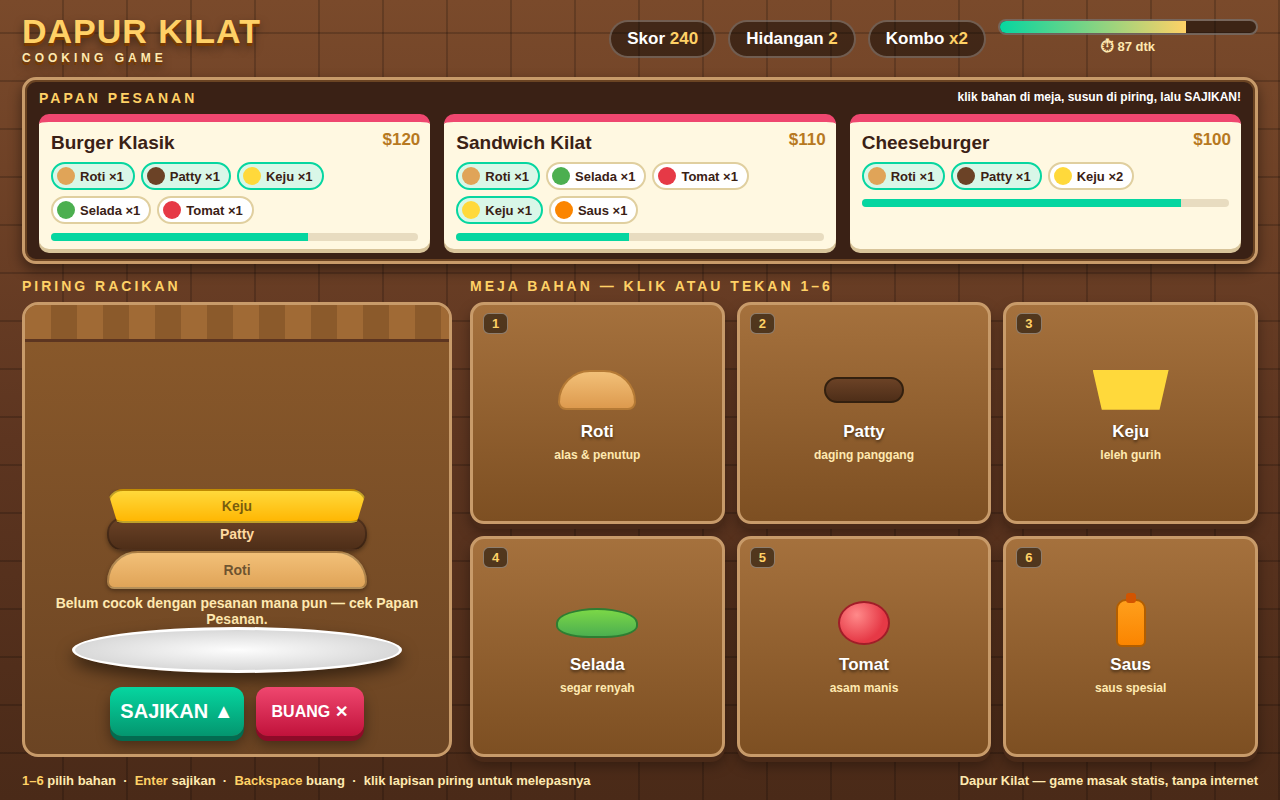 DAPUR KILAT
COOKING GAME
Skor 240
Hidangan 2
Kombo x2
⏱ 87 dtk
PAPAN PESANAN
klik bahan di meja, susun di piring, lalu SAJIKAN!
Burger Klasik $120
Roti ×1 Patty ×1 Keju ×1
Selada ×1 Tomat ×1
Sandwich Kilat $110
Roti ×1 Selada ×1 Tomat ×1
Keju ×1 Saus ×1
Cheeseburger $100
Roti ×1 Patty ×1 Keju ×2
PIRING RACIKAN
Keju
Patty
Roti
Belum cocok dengan pesanan mana pun — cek Papan
Pesanan.
SAJIKAN ▲
BUANG ✕
MEJA BAHAN — KLIK ATAU TEKAN 1–6
1
Roti
alas & penutup
2
Patty
daging panggang
3
Keju
leleh gurih
4
Selada
segar renyah
5
Tomat
asam manis
6
Saus
saus spesial
1–6 pilih bahan · Enter sajikan · Backspace buang · klik lapisan piring untuk melepasnya
Dapur Kilat — game masak statis, tanpa internet